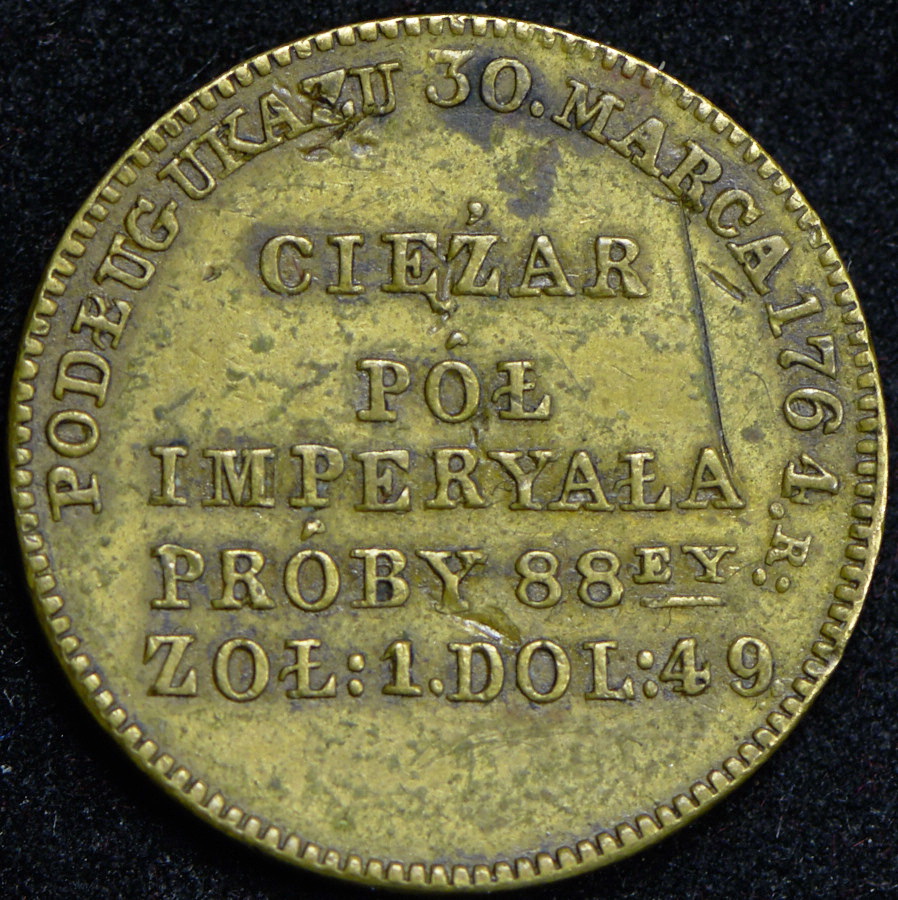 PODŁUG UKAZU 30. MARCA 1764. R:
CIĘŻAR
PÓŁ
IMPERYAŁA
PRÓBY 88EY
ZOŁ: 1. DOL: 49